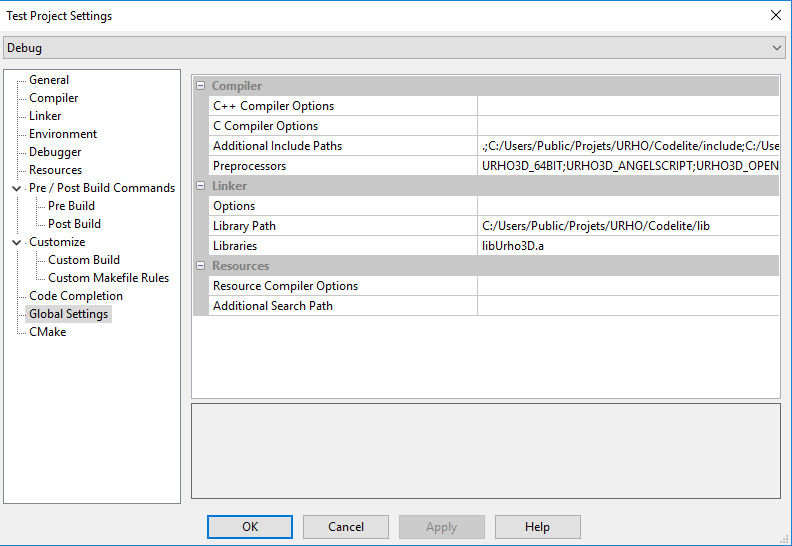 Test Project Settings
Debug
General
Compiler
Linker
Environment
Debugger
Resources
Pre / Post Build Commands
Pre Build
Post Build
Customize
Custom Build
Custom Makefile Rules
Code Completion
Global Settings
CMake
Compiler
C++ Compiler Options
C Compiler Options
Additional Include Paths .;C:/Users/Public/Projets/URHO/Codelite/include;C:/Use
Preprocessors URHO3D_64BIT;URHO3D_ANGELSCRIPT;URHO3D_OPEN
Linker
Options
Library Path C:/Users/Public/Projets/URHO/Codelite/lib
Libraries libUrho3D.a
Resources
Resource Compiler Options
Additional Search Path
OK Cancel Apply Help